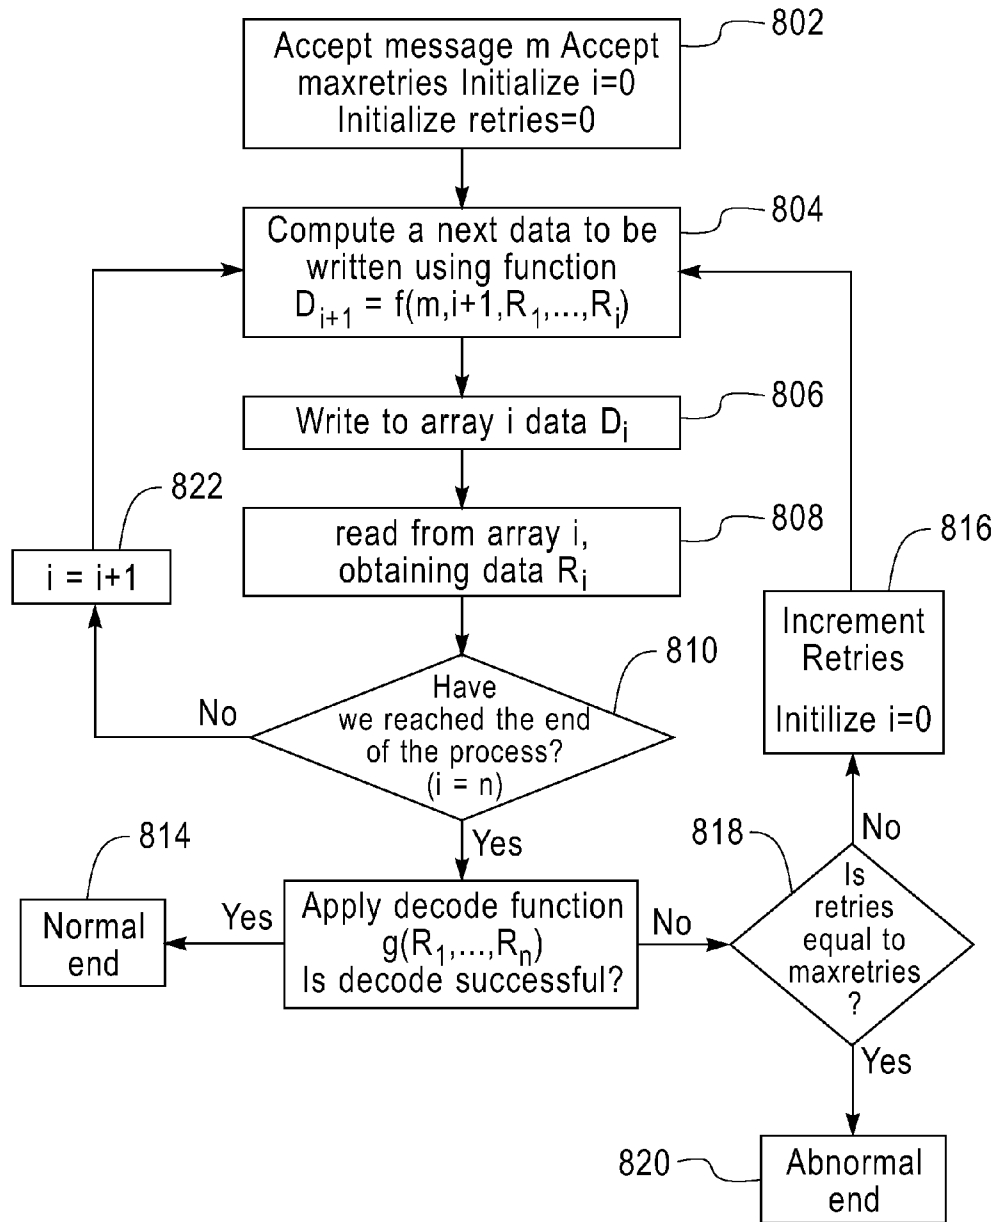 802
Accept message m Accept
maxretries Initialize i=0
Initialize retries=0
804
Compute a next data to be
written using function
D_{i+1} = f(m,i+1,R_1,...,R_i)
806
Write to array i data D_i
822
i = i+1
808
read from array i,
obtaining data R_i
816
Increment
Retries
Initilize i=0
810
Have
we reached the end
of the process?
(i = n)
No
Yes
814
Normal
end
Yes
Apply decode function
g(R_1,...,R_n)
Is decode successful?
No
818
No
Is
retries
equal to
maxretries
?
Yes
820
Abnormal
end